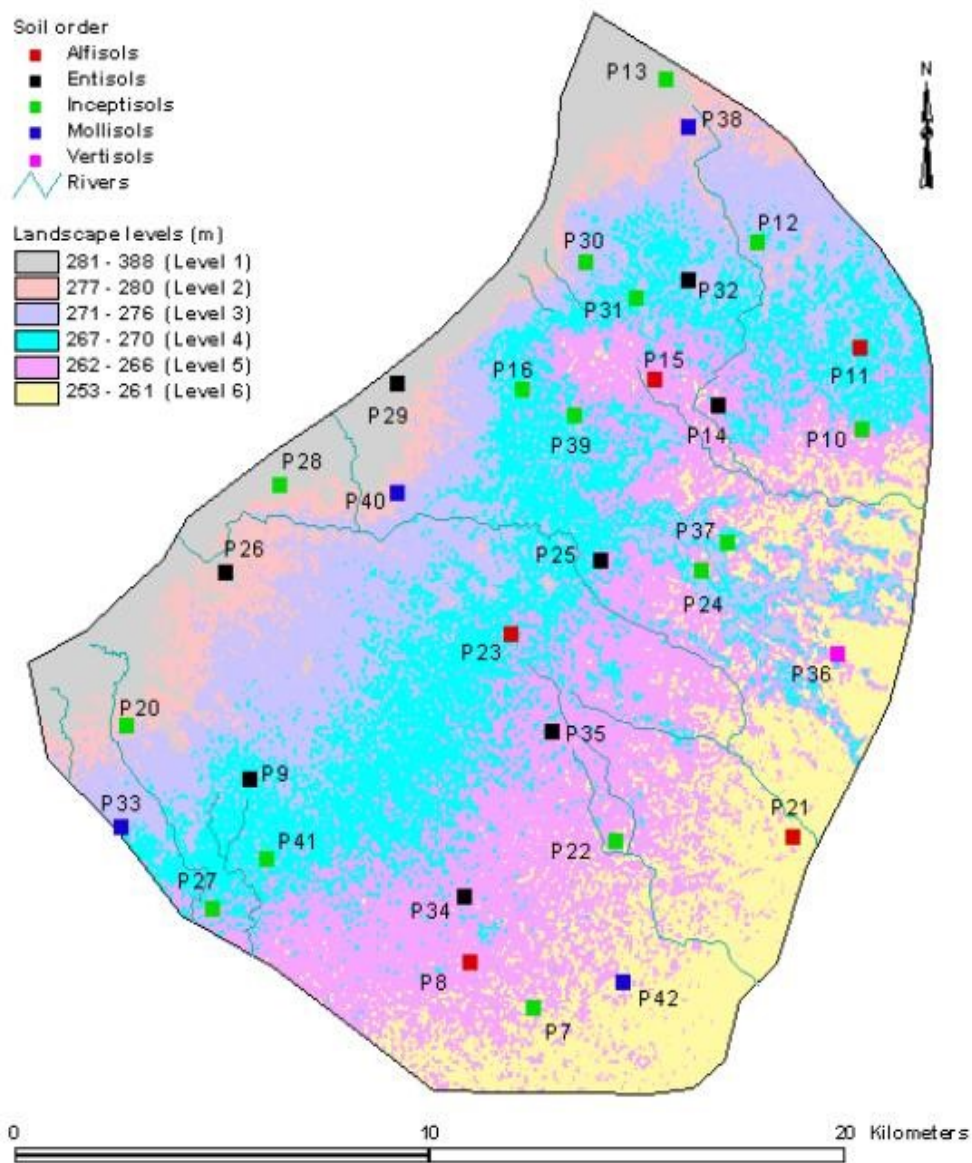 Soil order
Alfisols
Entisols
Inceptisols
Mollisols
Vertisols
Rivers
Landscape levels (m)
281 - 388 (Level 1)
277 - 280 (Level 2)
271 - 276 (Level 3)
267 - 270 (Level 4)
262 - 266 (Level 5)
253 - 261 (Level 6)
N
P13
P38
P12
P30
P32
P31
P15
P11
P16
P29
P14
P39
P10
P28
P40
P37
P26
P25
P24
P23
P36
P20
P35
P9
P21
P33
P41
P22
P27
P34
P8
P42
P7
0 10 20 Kilometers